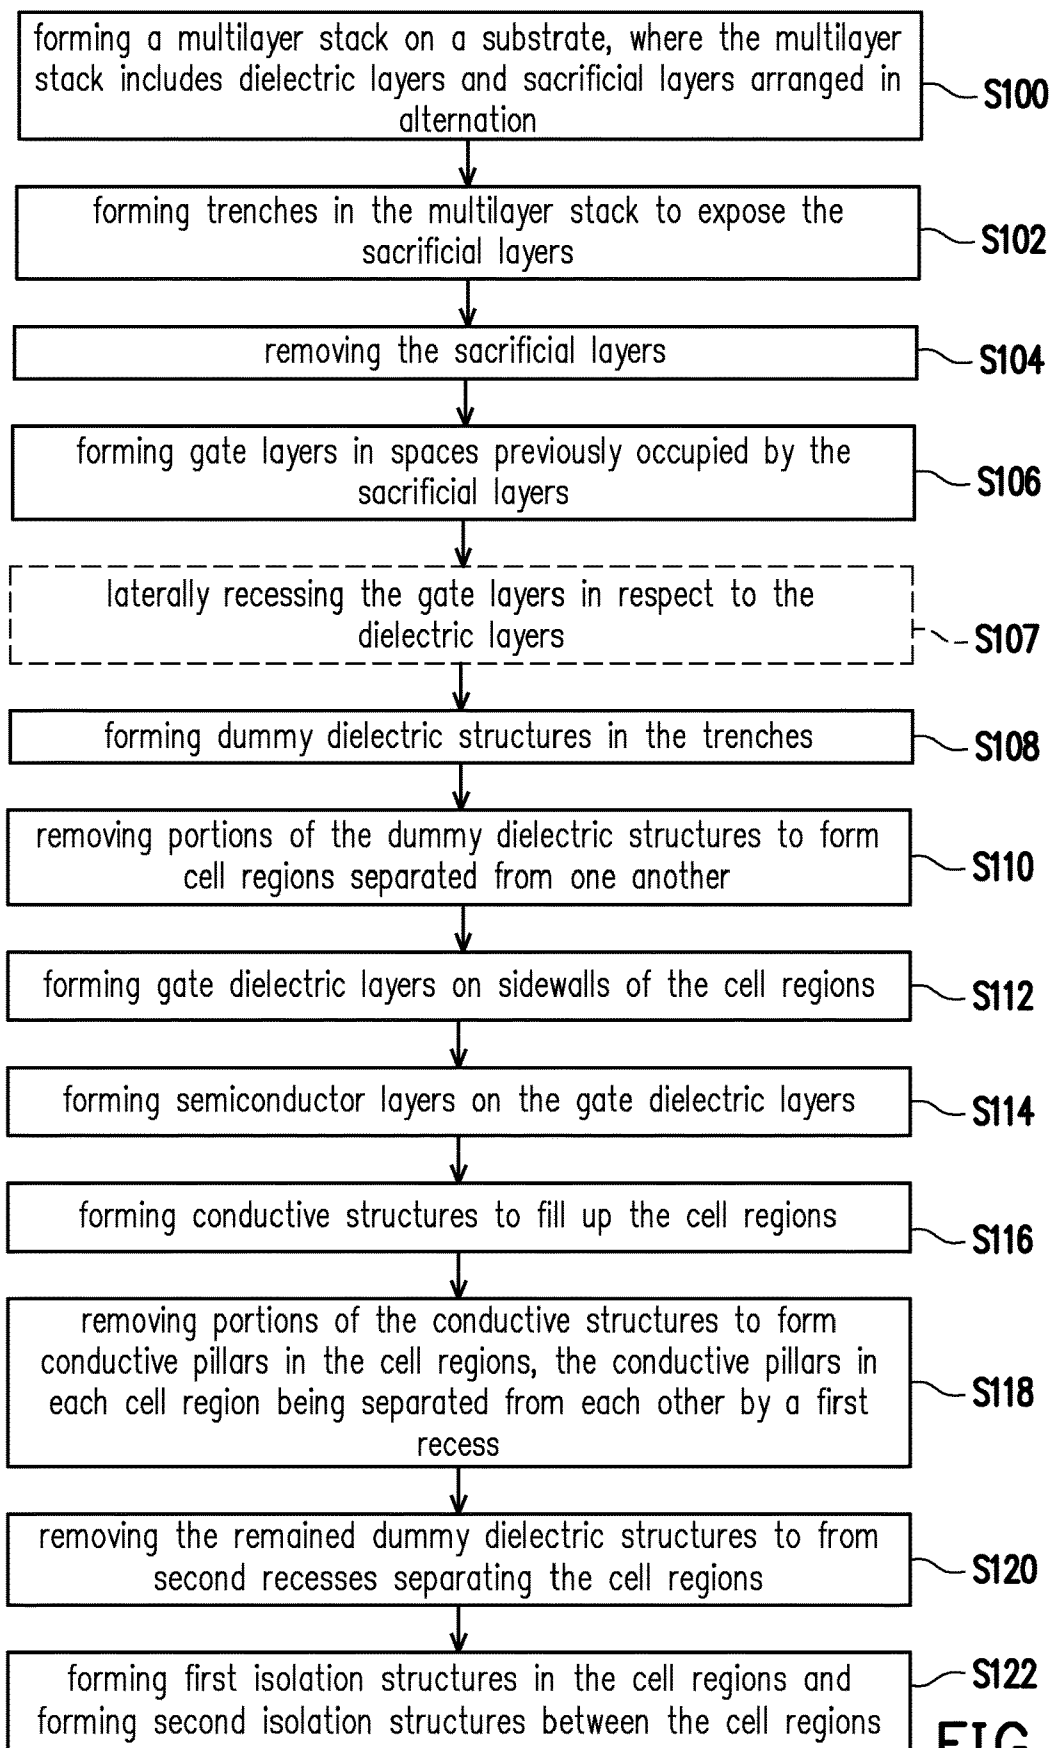 forming a multilayer stack on a substrate, where the multilayer
stack includes dielectric layers and sacrificial layers arranged in
alternation
S100
forming trenches in the multilayer stack to expose the
sacrificial layers
S102
removing the sacrificial layers
S104
forming gate layers in spaces previously occupied by the
sacrificial layers
S106
laterally recessing the gate layers in respect to the
dielectric layers
S107
forming dummy dielectric structures in the trenches
S108
removing portions of the dummy dielectric structures to form
cell regions separated from one another
S110
forming gate dielectric layers on sidewalls of the cell regions
S112
forming semiconductor layers on the gate dielectric layers
S114
forming conductive structures to fill up the cell regions
S116
removing portions of the conductive structures to form
conductive pillars in the cell regions, the conductive pillars in
each cell region being separated from each other by a first
recess
S118
removing the remained dummy dielectric structures to from
second recesses separating the cell regions
S120
forming first isolation structures in the cell regions and
forming second isolation structures between the cell regions
S122
FIG